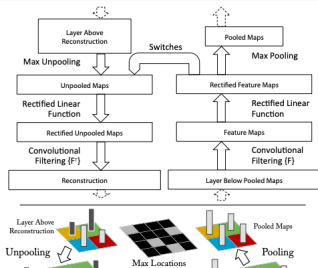 Layer Above
Reconstruction
Switches
Pooled Maps
Max Unpooling
Max Pooling
Unpooled Maps
Rectified Feature Maps
Rectified Linear
Function
Rectified Linear
Function
Rectified Unpooled Maps
Feature Maps
Convolutional
Filtering {Fᵀ}
Convolutional
Filtering {F}
Reconstruction
Layer Below Pooled Maps
Layer Above
Reconstruction
Pooled Maps
Unpooling
Max Locations
Pooling